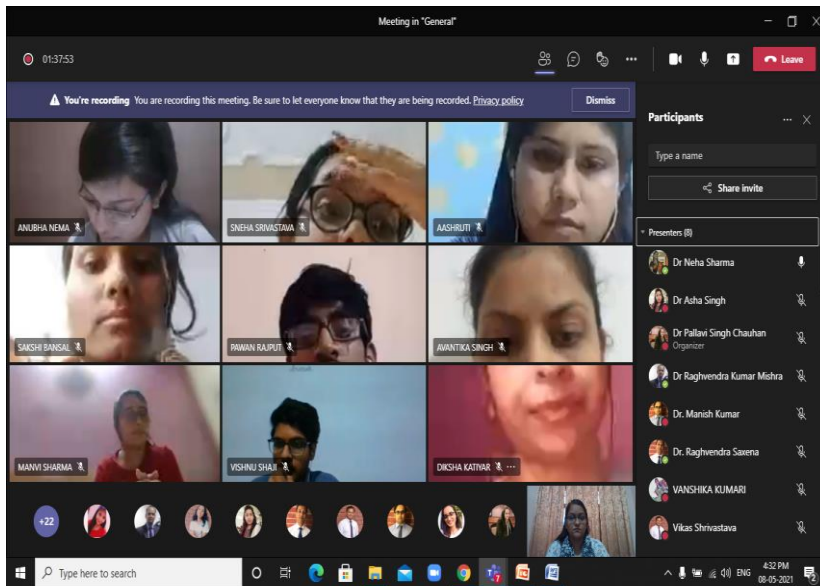 Meeting in "General"
01:37:53
Leave
You're recording You are recording this meeting. Be sure to let everyone know that they are being recorded. Privacy policy
Dismiss
ANUBHA NEMA
SNEHA SRIVASTAVA
AASHRUTI
SAKSHI BANSAL
PAWAN RAJPUT
AVANTIKA SINGH
MANVI SHARMA
VISHNU SHAJI
DIKSHA KATIYAR
+22
Participants
Type a name
Share invite
Presenters (8)
Dr Neha Sharma
Dr Asha Singh
Dr Pallavi Singh Chauhan
Organizer
Dr Raghvendra Kumar Mishra
Dr. Manish Kumar
Dr. Raghvendra Saxena
VANSHIKA KUMARI
Vikas Shrivastava
Type here to search
ENG
4:32 PM
08-05-2021